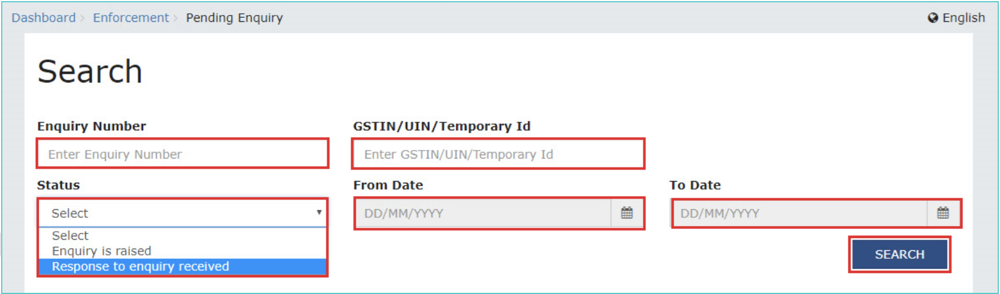 Dashboard › Enforcement › Pending Enquiry English
Search
Enquiry Number GSTIN/UIN/Temporary Id
Enter Enquiry Number Enter GSTIN/UIN/Temporary Id
Status From Date To Date
Select DD/MM/YYYY DD/MM/YYYY
Select
Enquiry is raised
SEARCH
Response to enquiry received